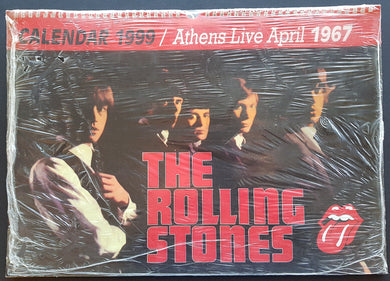 CALENDAR 1999 / Athens Live April 1967
THE
ROLLING
STONES